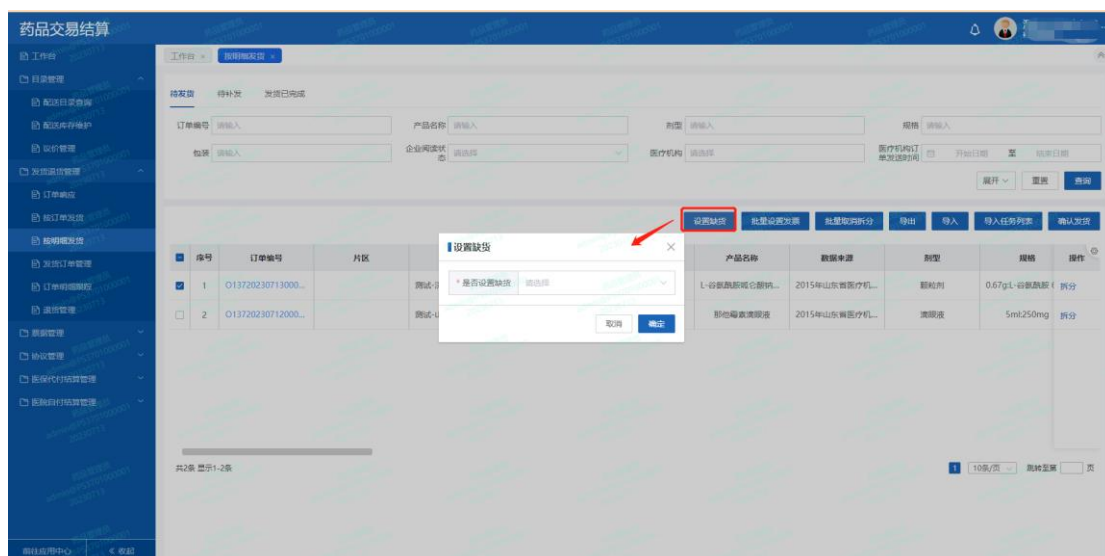 药品交易结算
工作台
目录管理
配送目录查询
配送库存维护
议价管理
发货退货管理
订单响应
按订单发货
按明细发货
发货订单管理
订单明细跟踪
退货管理
票据管理
协议管理
医保代付结算管理
医院自付结算管理
前往应用中心 收起
工作台 × 按明细发货 ×
待发货 待补发 发货已完成
订单编号 请输入 产品名称 请输入 剂型 请输入 规格 请输入
包装 请输入 企业阅读状态 请选择 医疗机构 请选择 医疗机构订单发送时间 开始日期 至 结束日期
展开 重置 查询
设置缺货 批量设置发票 批量取消拆分 导出 导入 导入任务列表 确认发货
设置缺货 ×
* 是否设置缺货 请选择
取消 确定
序号 订单编号 片区 产品名称 数据来源 剂型 规格 操作
1 O13720230713000... 测试- L-谷氨酰胺呱仑酸钠... 2015年山东省医疗机... 颗粒剂 0.67g:L-谷氨酰胺 拆分
2 O13720230712000... 测试-u 那他霉素滴眼液 2015年山东省医疗机... 滴眼液 5ml:250mg 拆分
共2条 显示1-2条
1 10条/页 跳转至第 页